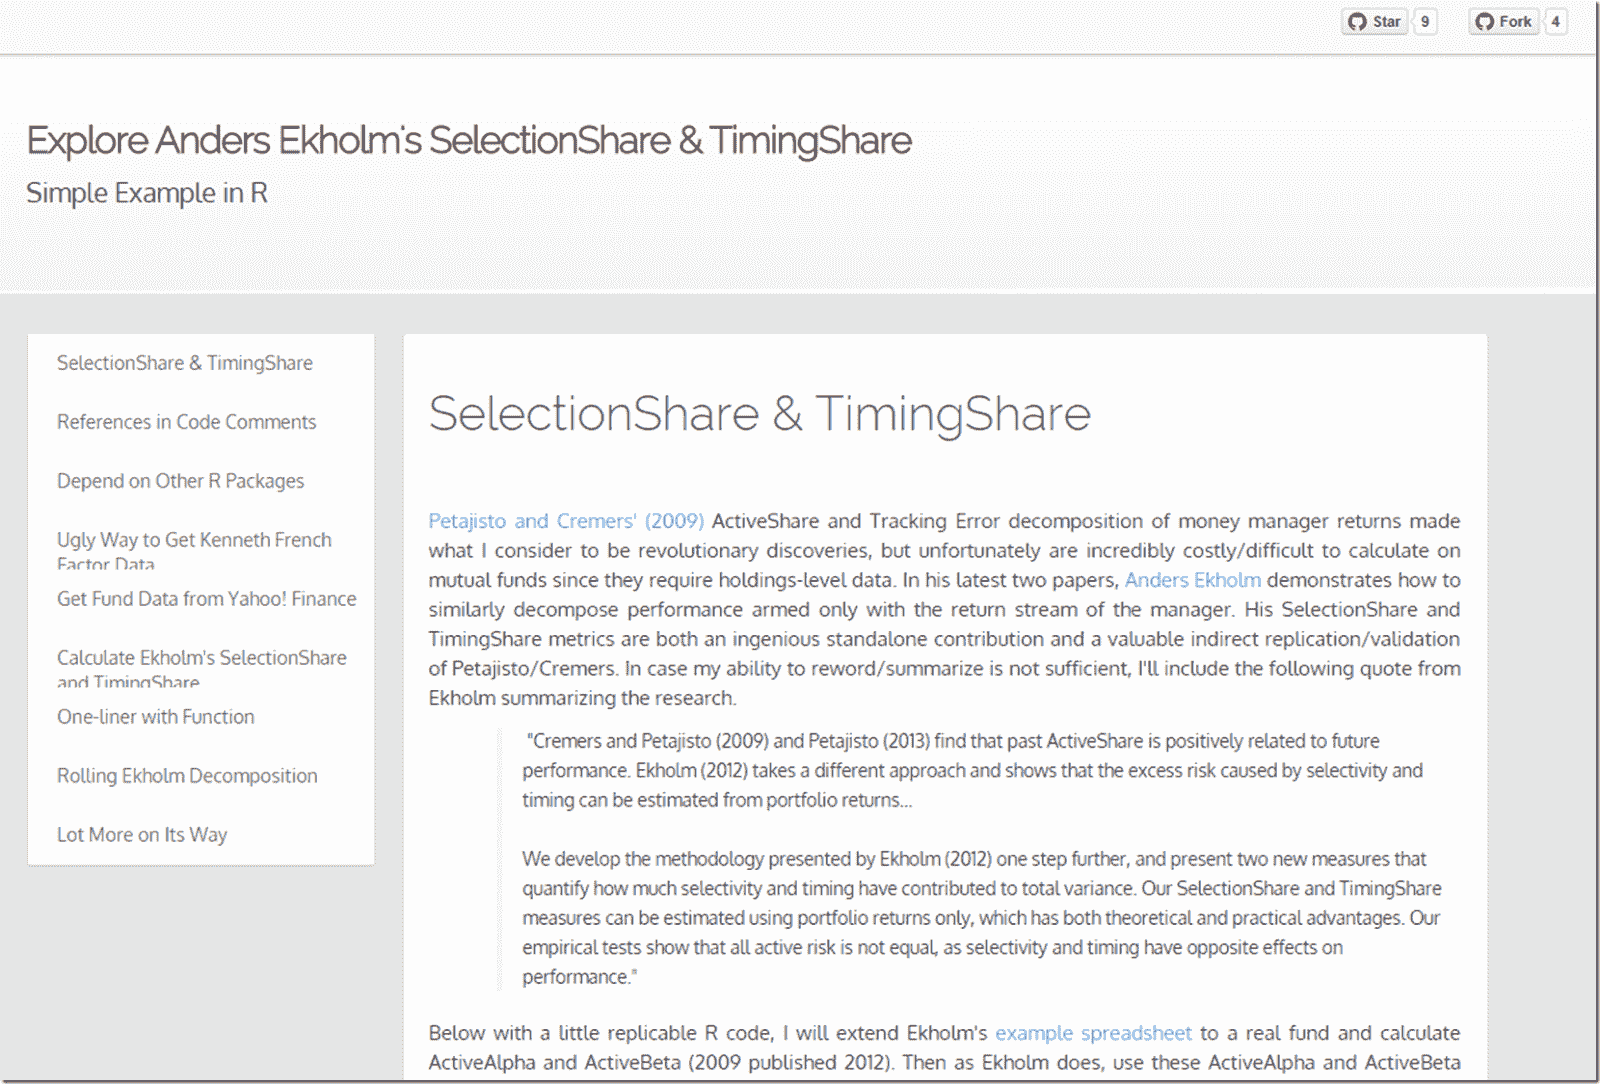 Star 9 Fork 4
Explore Anders Ekholm's SelectionShare & TimingShare
Simple Example in R
SelectionShare & TimingShare
References in Code Comments
Depend on Other R Packages
Ugly Way to Get Kenneth French
Factor Data
Get Fund Data from Yahoo! Finance
Calculate Ekholm's SelectionShare
and TimingShare
One-liner with Function
Rolling Ekholm Decomposition
Lot More on Its Way
SelectionShare & TimingShare
Petajisto and Cremers' (2009) ActiveShare and Tracking Error decomposition of money manager returns made
what I consider to be revolutionary discoveries, but unfortunately are incredibly costly/difficult to calculate on
mutual funds since they require holdings-level data. In his latest two papers, Anders Ekholm demonstrates how to
similarly decompose performance armed only with the return stream of the manager. His SelectionShare and
TimingShare metrics are both an ingenious standalone contribution and a valuable indirect replication/validation
of Petajisto/Cremers. In case my ability to reword/summarize is not sufficient, I'll include the following quote from
Ekholm summarizing the research.
"Cremers and Petajisto (2009) and Petajisto (2013) find that past ActiveShare is positively related to future
performance. Ekholm (2012) takes a different approach and shows that the excess risk caused by selectivity and
timing can be estimated from portfolio returns...
We develop the methodology presented by Ekholm (2012) one step further, and present two new measures that
quantify how much selectivity and timing have contributed to total variance. Our SelectionShare and TimingShare
measures can be estimated using portfolio returns only, which has both theoretical and practical advantages. Our
empirical tests show that all active risk is not equal, as selectivity and timing have opposite effects on
performance."
Below with a little replicable R code, I will extend Ekholm's example spreadsheet to a real fund and calculate
ActiveAlpha and ActiveBeta (2009 published 2012). Then as Ekholm does, use these ActiveAlpha and ActiveBeta